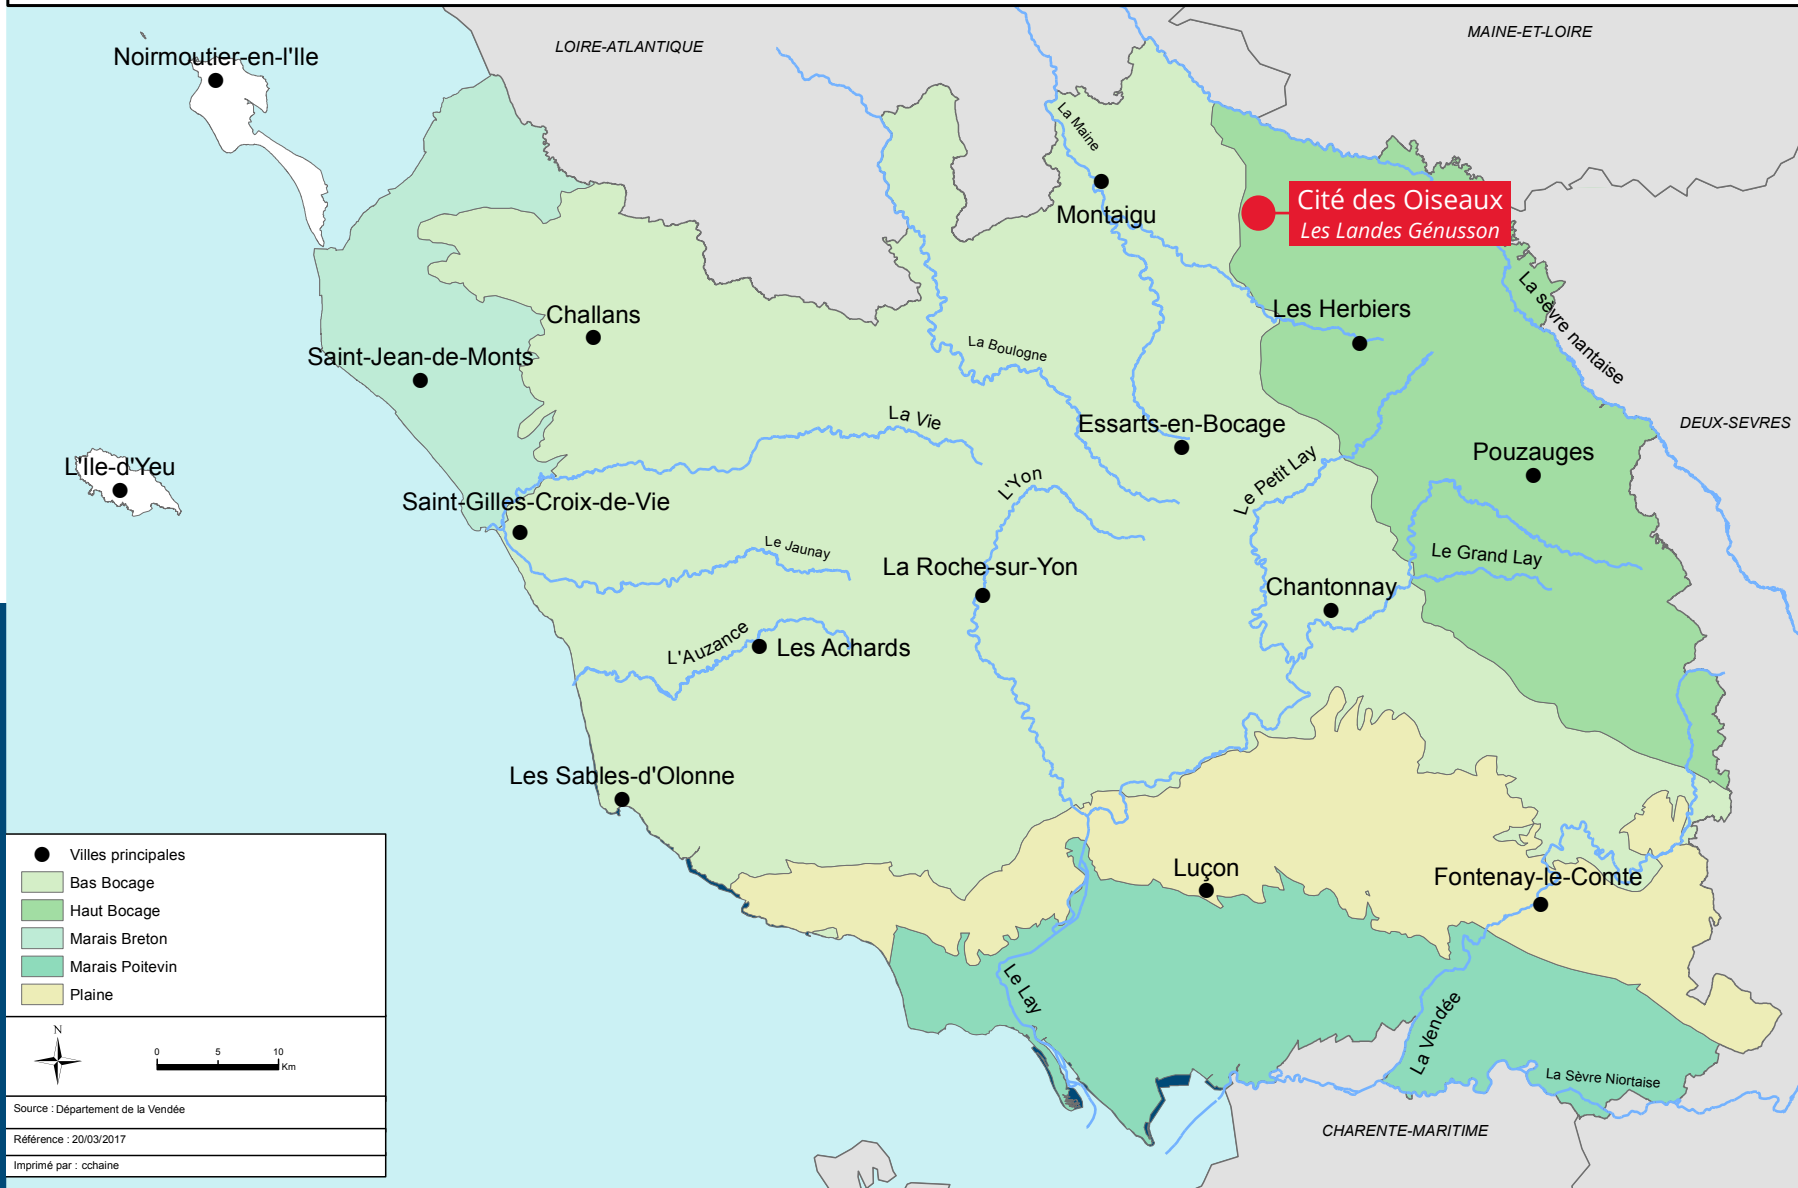 LOIRE-ATLANTIQUE
MAINE-ET-LOIRE
Noirmoutier-en-l'Ile
La Maine
Montaigu
Cité des Oiseaux
Les Landes Génusson
La sèvre nantaise
Challans
Les Herbiers
Saint-Jean-de-Monts
La Boulogne
La Vie
Essarts-en-Bocage
DEUX-SEVRES
L'Ile-d'Yeu
Pouzauges
Le Petit Lay
L'Yon
Saint-Gilles-Croix-de-Vie
Le Jaunay
Le Grand Lay
La Roche-sur-Yon
Chantonnay
L'Auzance
Les Achards
Les Sables-d'Olonne
Luçon
Fontenay-le-Comte
Le Lay
La Vendée
La Sèvre Niortaise
CHARENTE-MARITIME
Villes principales
Bas Bocage
Haut Bocage
Marais Breton
Marais Poitevin
Plaine
N
0 5 10
Km
Source : Département de la Vendée
Référence : 20/03/2017
Imprimé par : cchaine